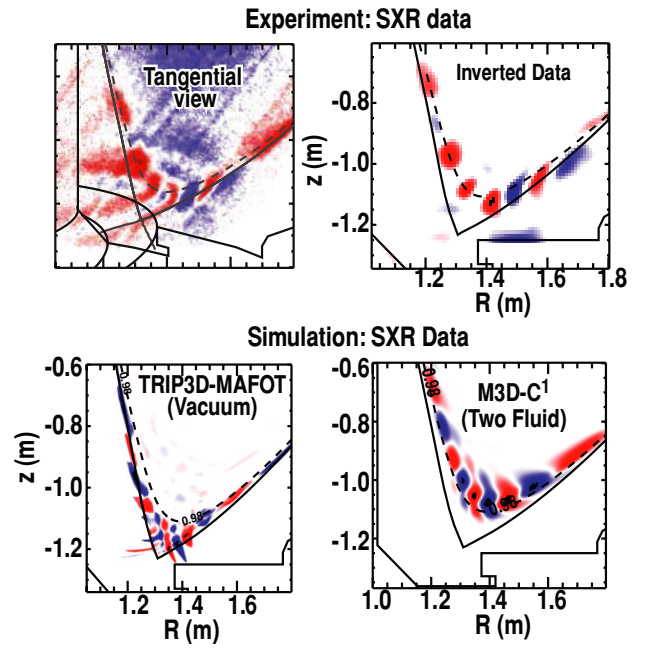 Experiment: SXR data
Tangential
view
Inverted Data
z (m)
-0.8
-1.0
-1.2
1.2 1.4 1.6 1.8
R (m)
Simulation: SXR Data
TRIP3D-MAFOT
(Vacuum)
0.98
0.98
z (m)
-0.6
-0.8
-1.0
-1.2
1.2 1.4 1.6
R (m)
M3D-C¹
(Two Fluid)
0.98
0.98
-0.6
-0.8
-1.0
-1.2
1.0 1.2 1.4 1.6
R (m)